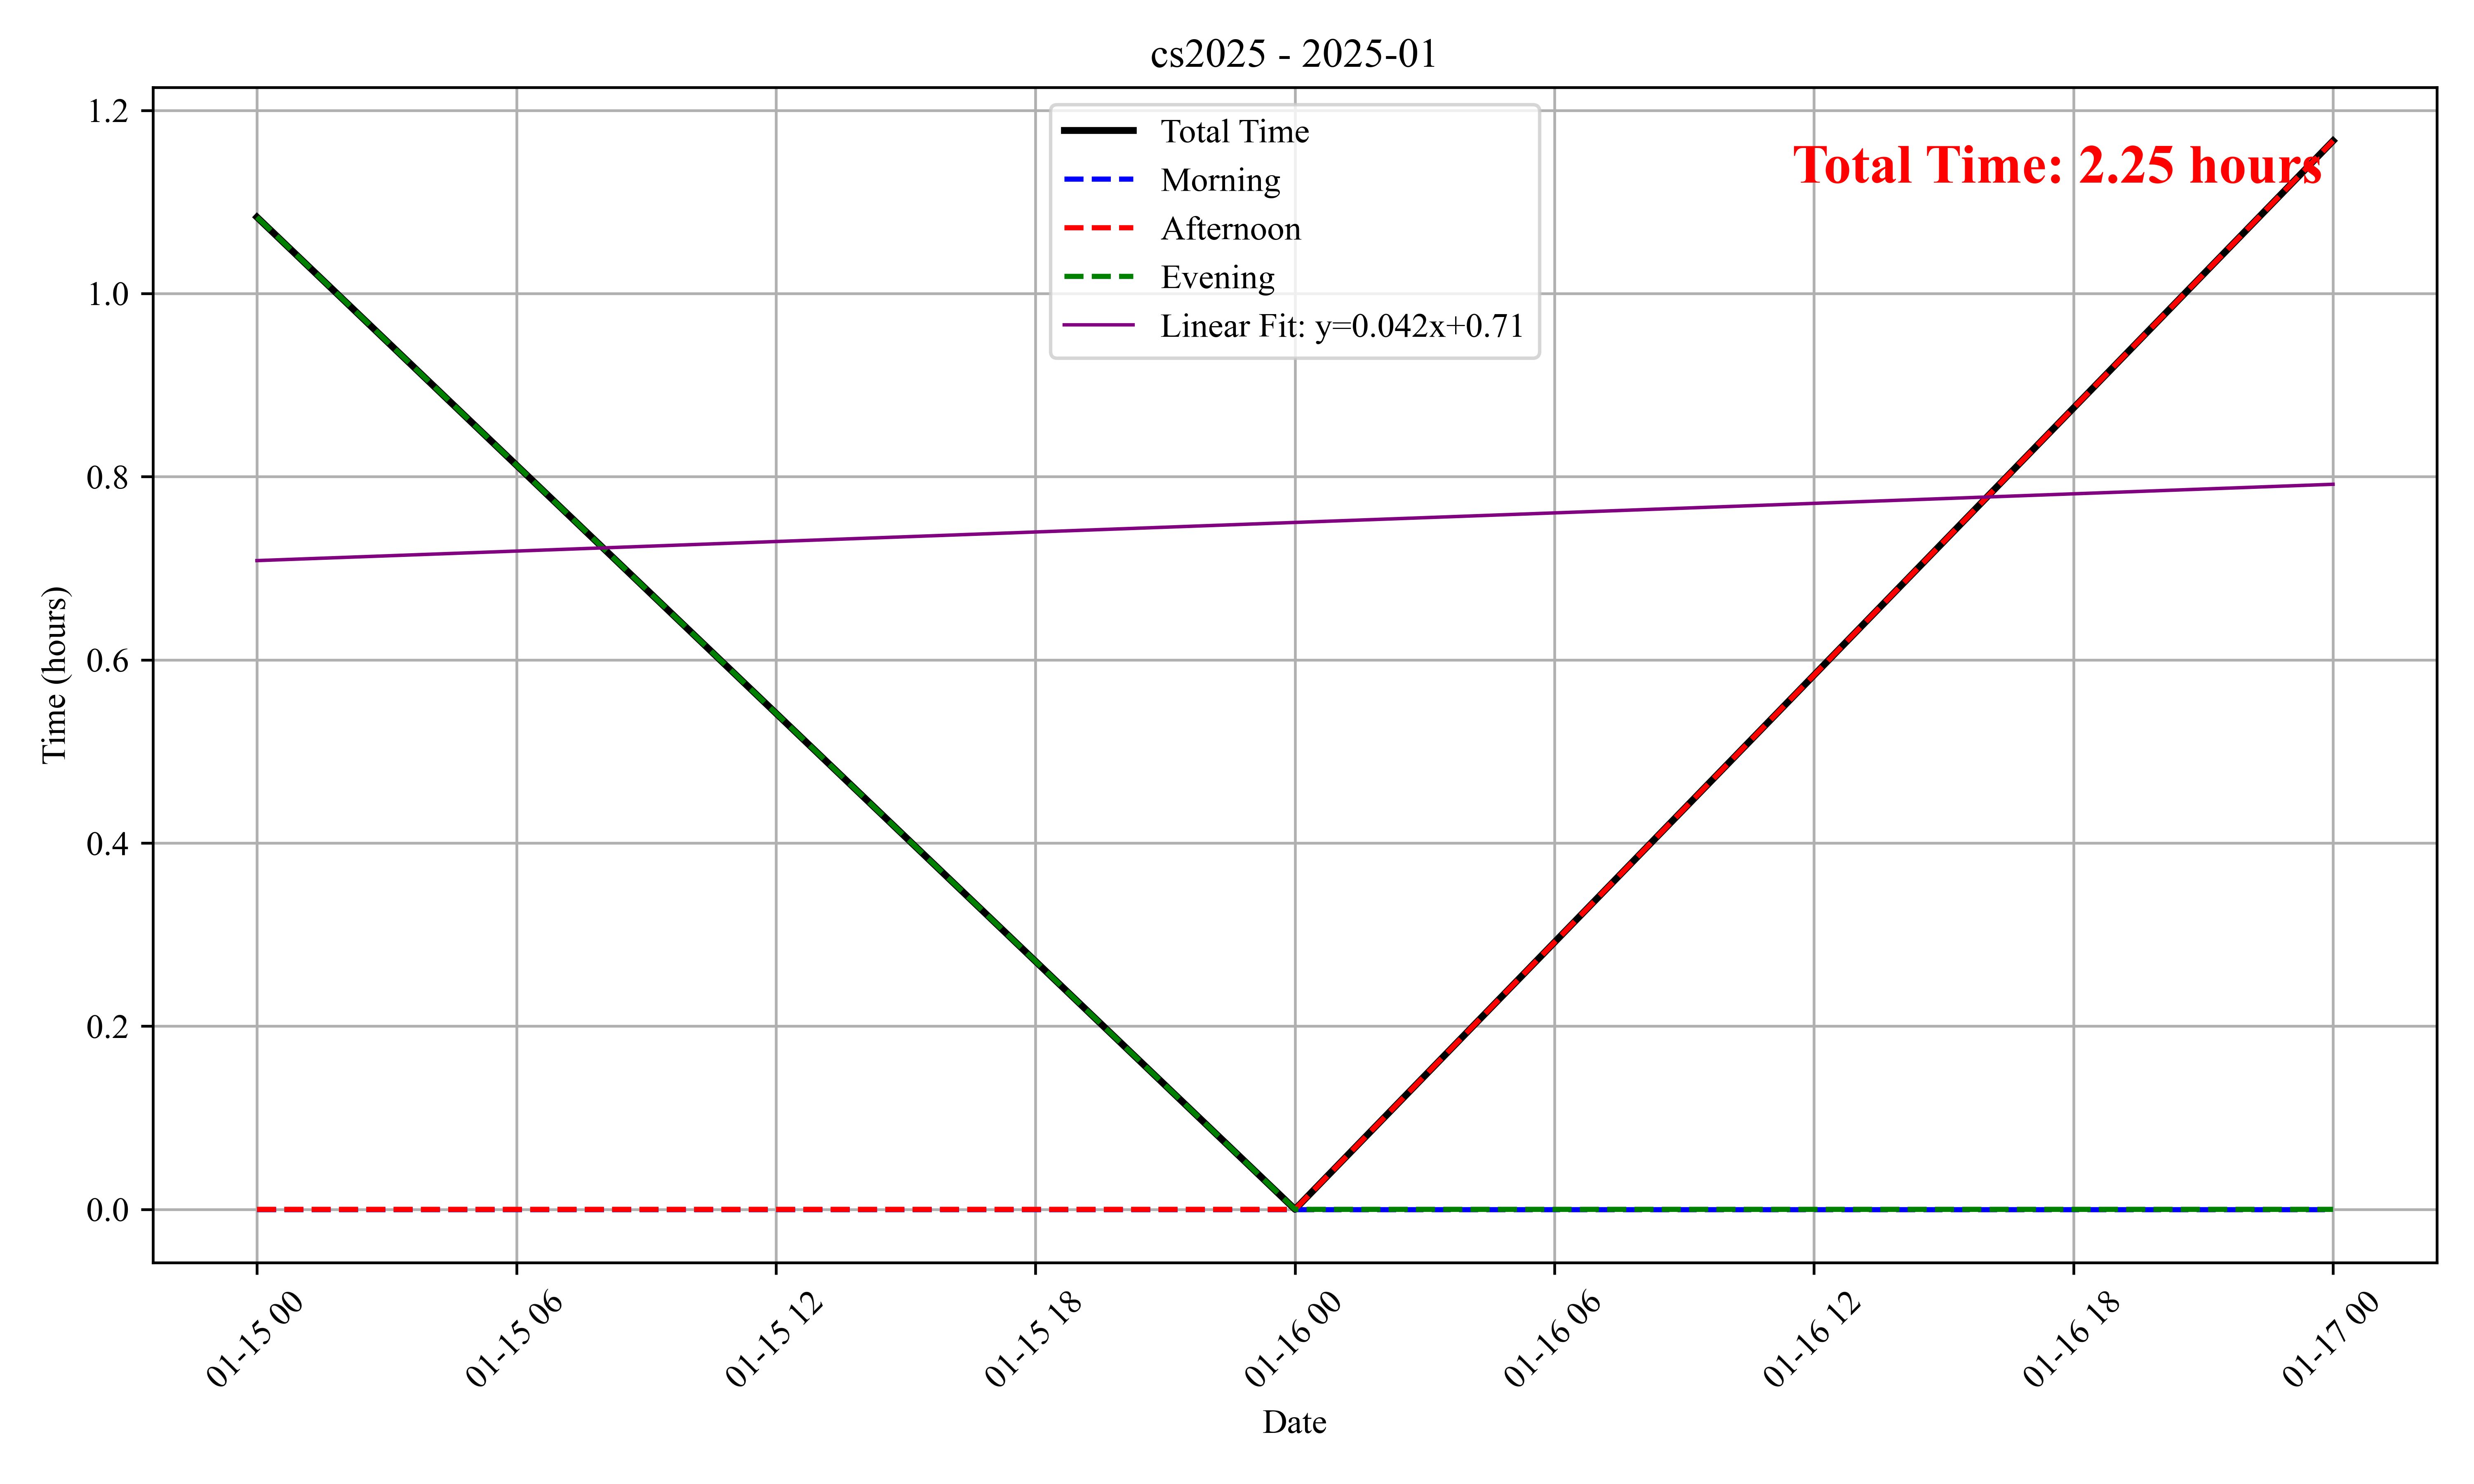 cs2025 - 2025-01
Total Time
Morning
Afternoon
Evening
Linear Fit: y=0.042x+0.71
Total Time: 2.25 hours
Time (hours)
1.2
1.0
0.8
0.6
0.4
0.2
0.0
01-15 00
01-15 06
01-15 12
01-15 18
01-16 00
01-16 06
01-16 12
01-16 18
01-17 00
Date